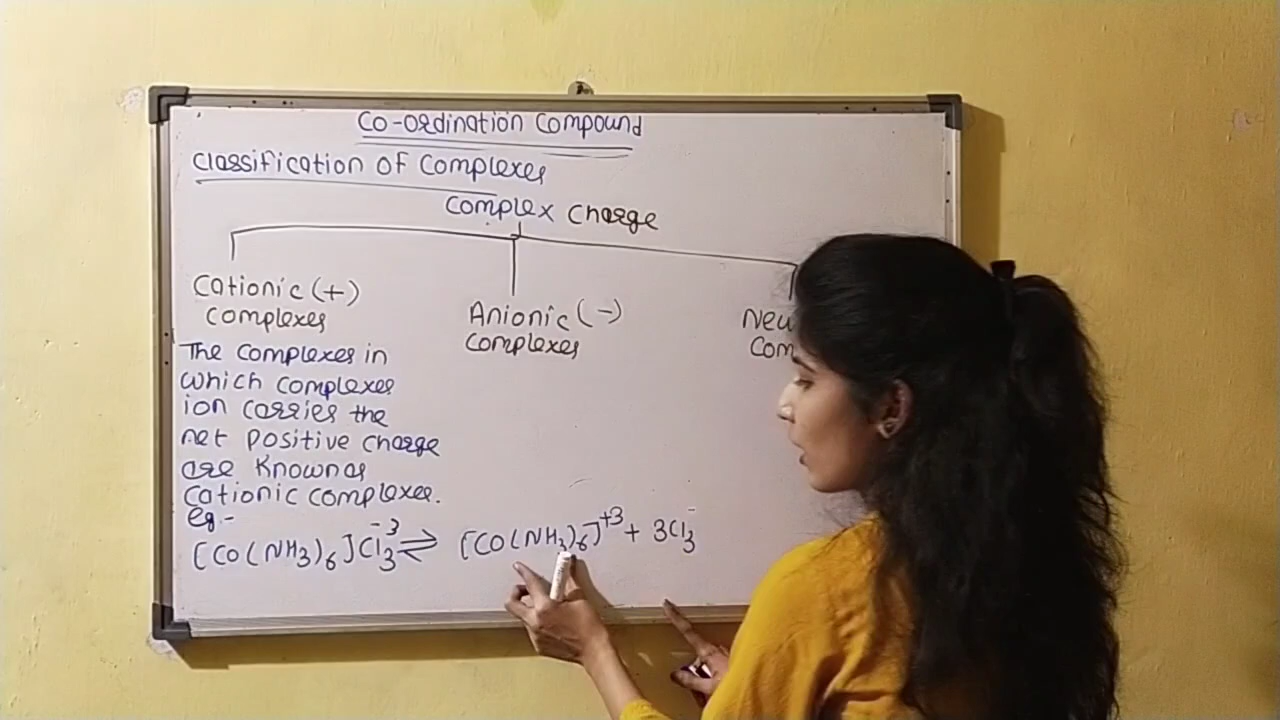 Co-ordination Compound
Classification of Complexes
Complex Charge
Cationic (+)
Complexes
Anionic (-)
Complexes
The Complexes in
which complexes
ion carries the
net positive charge
are known as
cationic complexes.
eg-
[CO(NH3)6]Cl3⁻³ ⇌ [CO(NH3)6]⁺³ + 3Cl3⁻